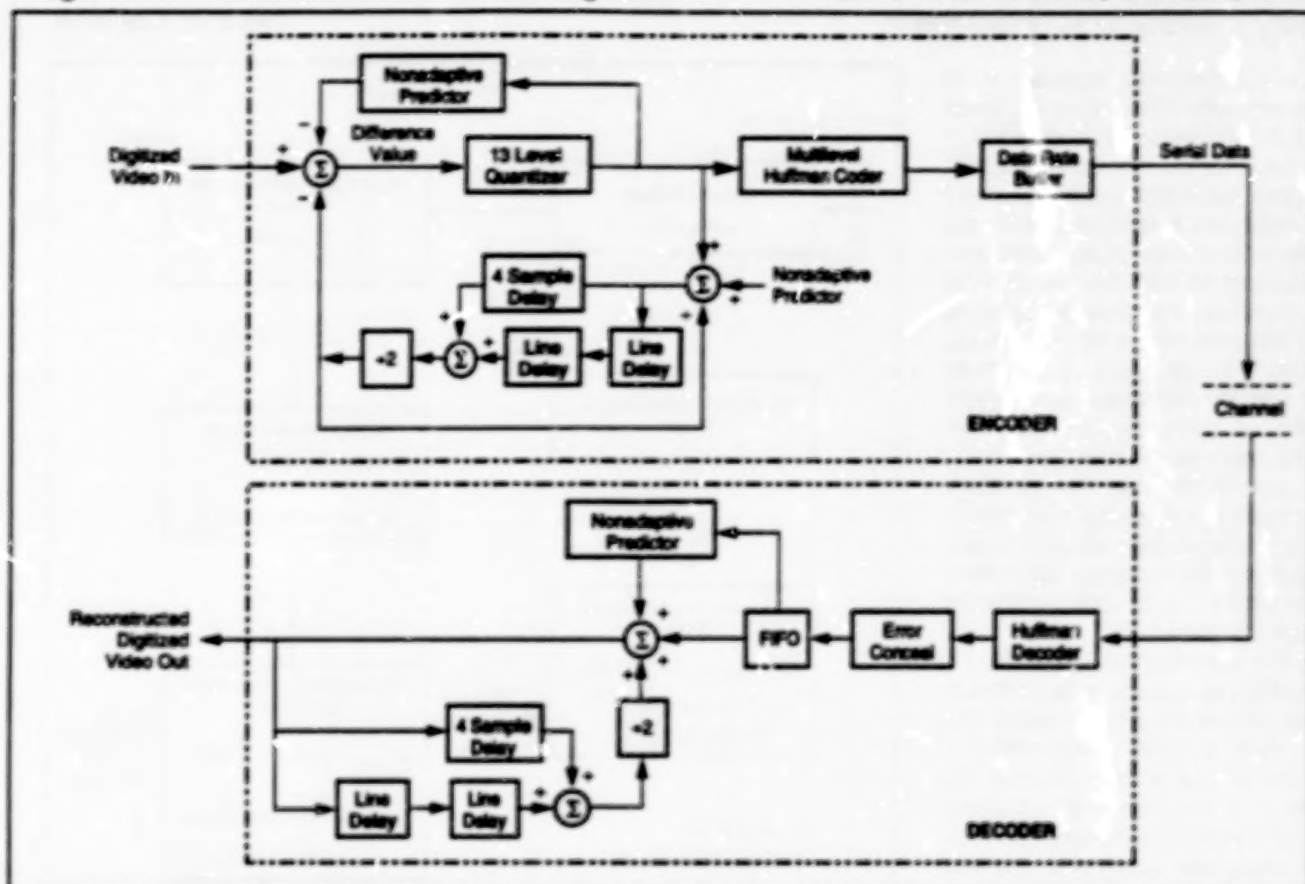 Nonadaptive
Predictor
Difference
Value
Digitized
Video In
Σ
13 Level
Quantizer
Multilevel
Huffman Coder
Data Rate
Buffer
Serial Data
4 Sample
Delay
Σ
Nonadaptive
Predictor
÷2
Σ
Line
Delay
Line
Delay
ENCODER
Channel
Nonadaptive
Predictor
Reconstructed
Digitized
Video Out
Σ
FIFO
Error
Conceal
Huffman
Decoder
4 Sample
Delay
÷2
Line
Delay
Line
Delay
Σ
DECODER